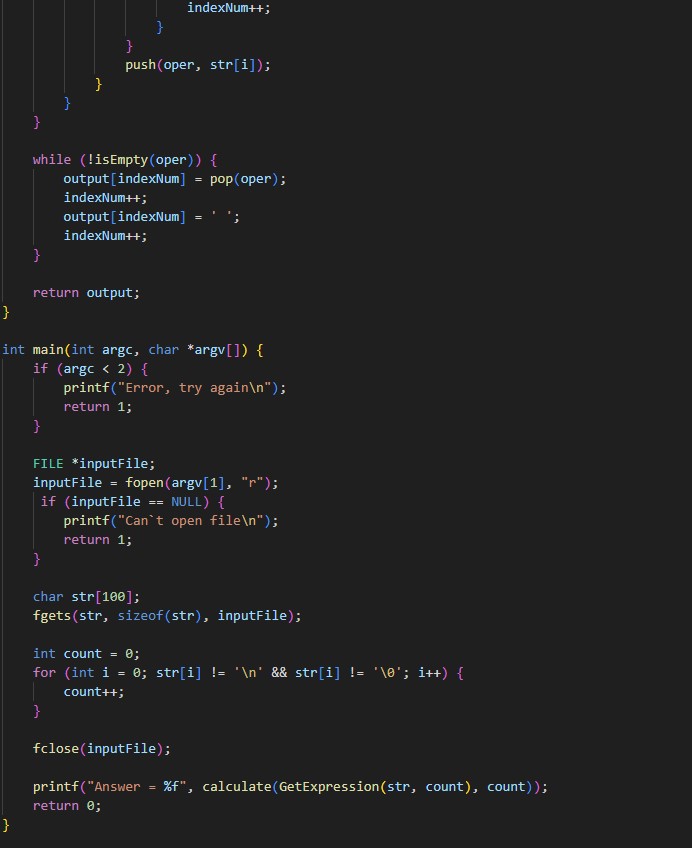 indexNum++;
                    }
                }
                push(oper, str[i]);
            }
        }
    }

    while (!isEmpty(oper)) {
        output[indexNum] = pop(oper);
        indexNum++;
        output[indexNum] = ' ';
        indexNum++;
    }

    return output;
}

int main(int argc, char *argv[]) {
    if (argc < 2) {
        printf("Error, try again\n");
        return 1;
    }

    FILE *inputFile;
    inputFile = fopen(argv[1], "r");
     if (inputFile == NULL) {
        printf("Can`t open file\n");
        return 1;
    }

    char str[100];
    fgets(str, sizeof(str), inputFile);

    int count = 0;
    for (int i = 0; str[i] != '\n' && str[i] != '\0'; i++) {
        count++;
    }

    fclose(inputFile);

    printf("Answer = %f", calculate(GetExpression(str, count), count));
    return 0;
}